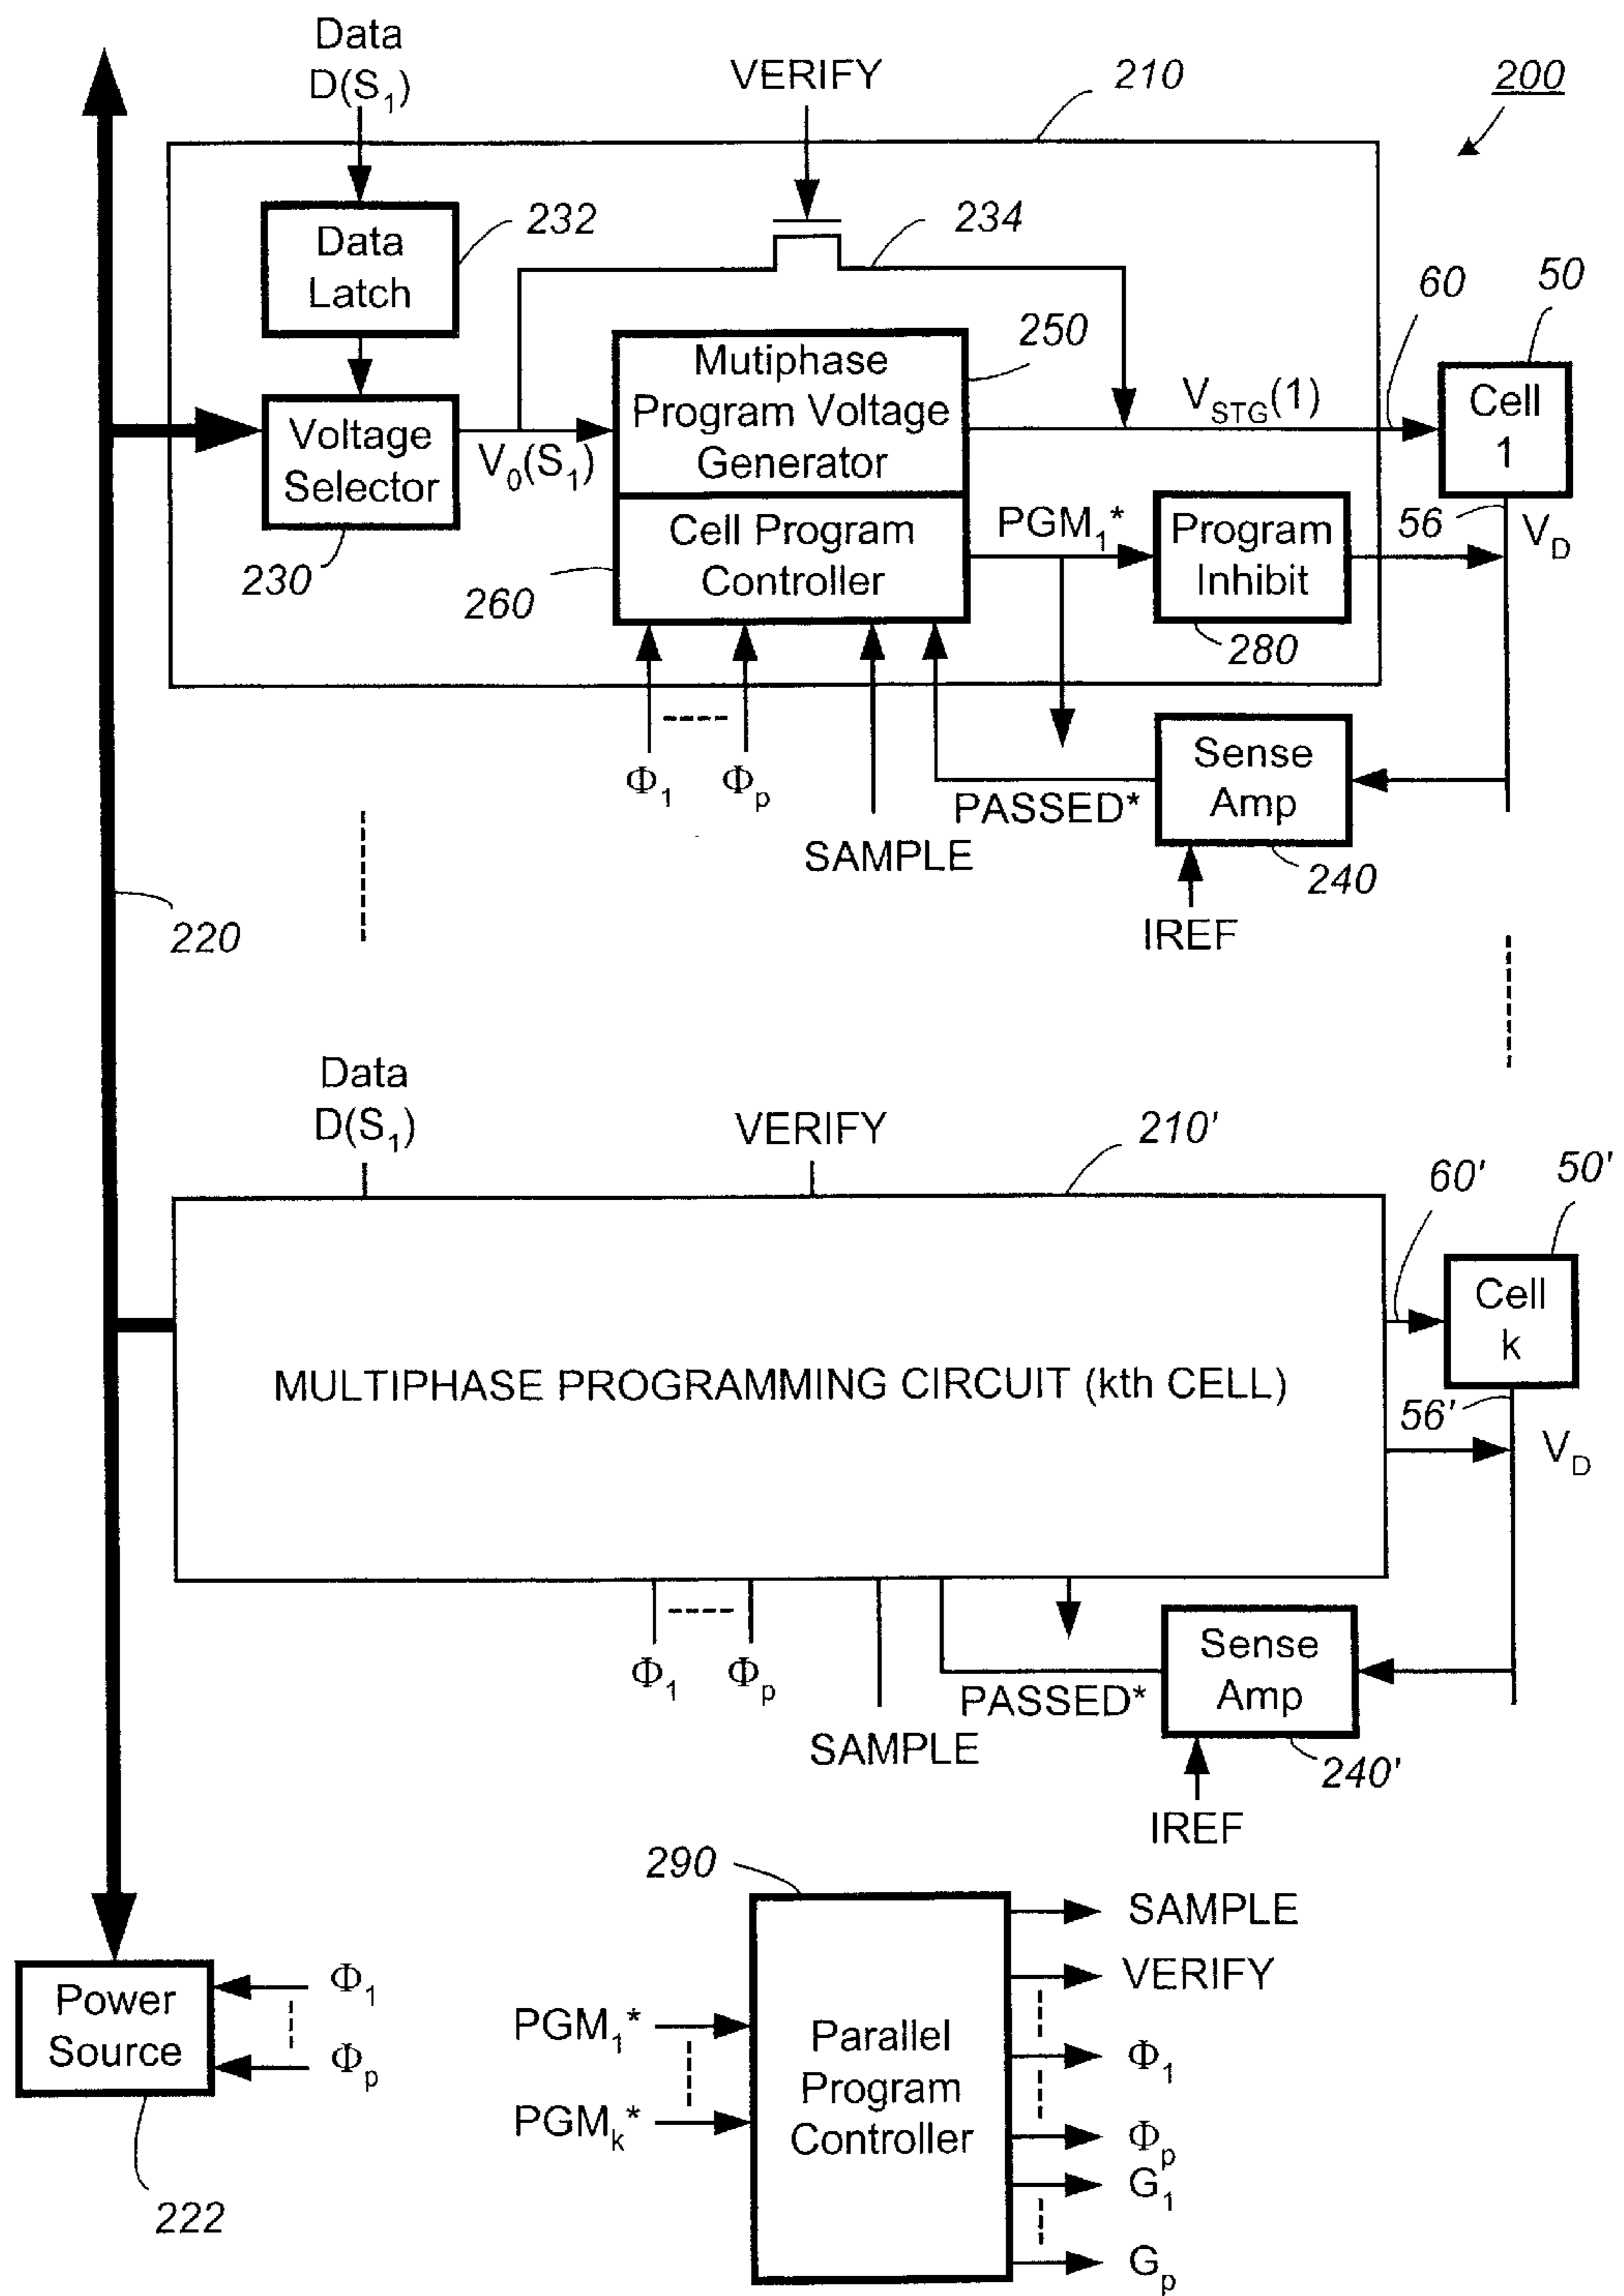 Data
D(S₁)
VERIFY
210
200
Data
Latch
232
234
60
50
Mutiphase
Program Voltage
Generator
250
V_STG(1)
Cell
1
Voltage
Selector
V₀(S₁)
230
260
Cell Program
Controller
PGM₁*
Program
Inhibit
280
56
V_D
Φ₁
Φₚ
SAMPLE
PASSED*
Sense
Amp
240
IREF
220
Data
D(S₁)
VERIFY
210'
60'
50'
Cell
k
MULTIPHASE PROGRAMMING CIRCUIT (kth CELL)
56'
V_D
Φ₁
Φₚ
SAMPLE
PASSED*
Sense
Amp
240'
IREF
290
Power
Source
Φ₁
Φₚ
222
PGM₁*
PGMₖ*
Parallel
Program
Controller
SAMPLE
VERIFY
Φ₁
Φₚ
G₁
Gₚ